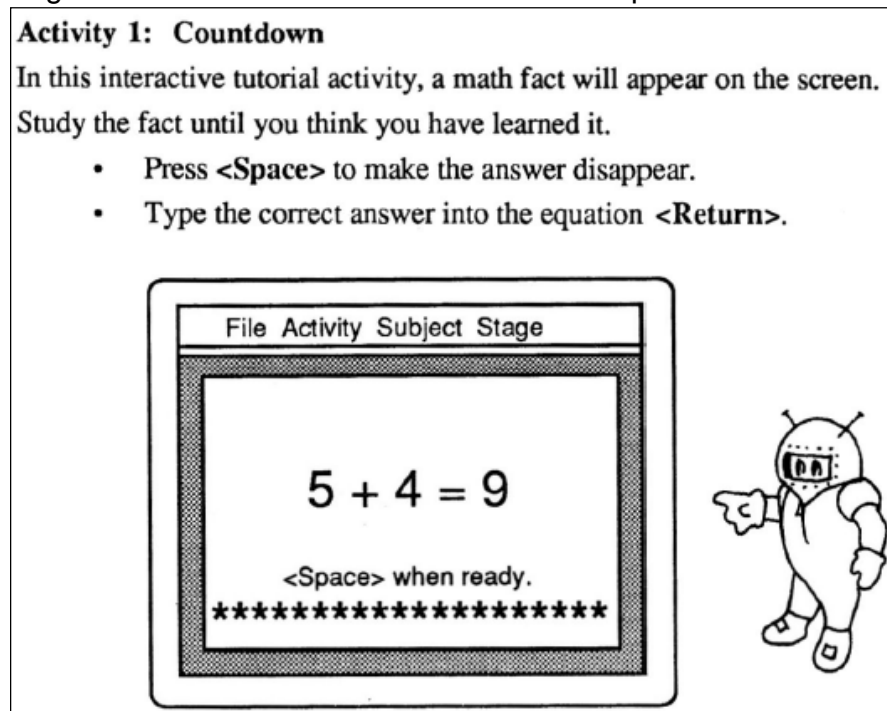 Activity 1: Countdown
In this interactive tutorial activity, a math fact will appear on the screen.
Study the fact until you think you have learned it.
• Press <Space> to make the answer disappear.
• Type the correct answer into the equation <Return>.
File Activity Subject Stage
5 + 4 = 9
<Space> when ready.
********************